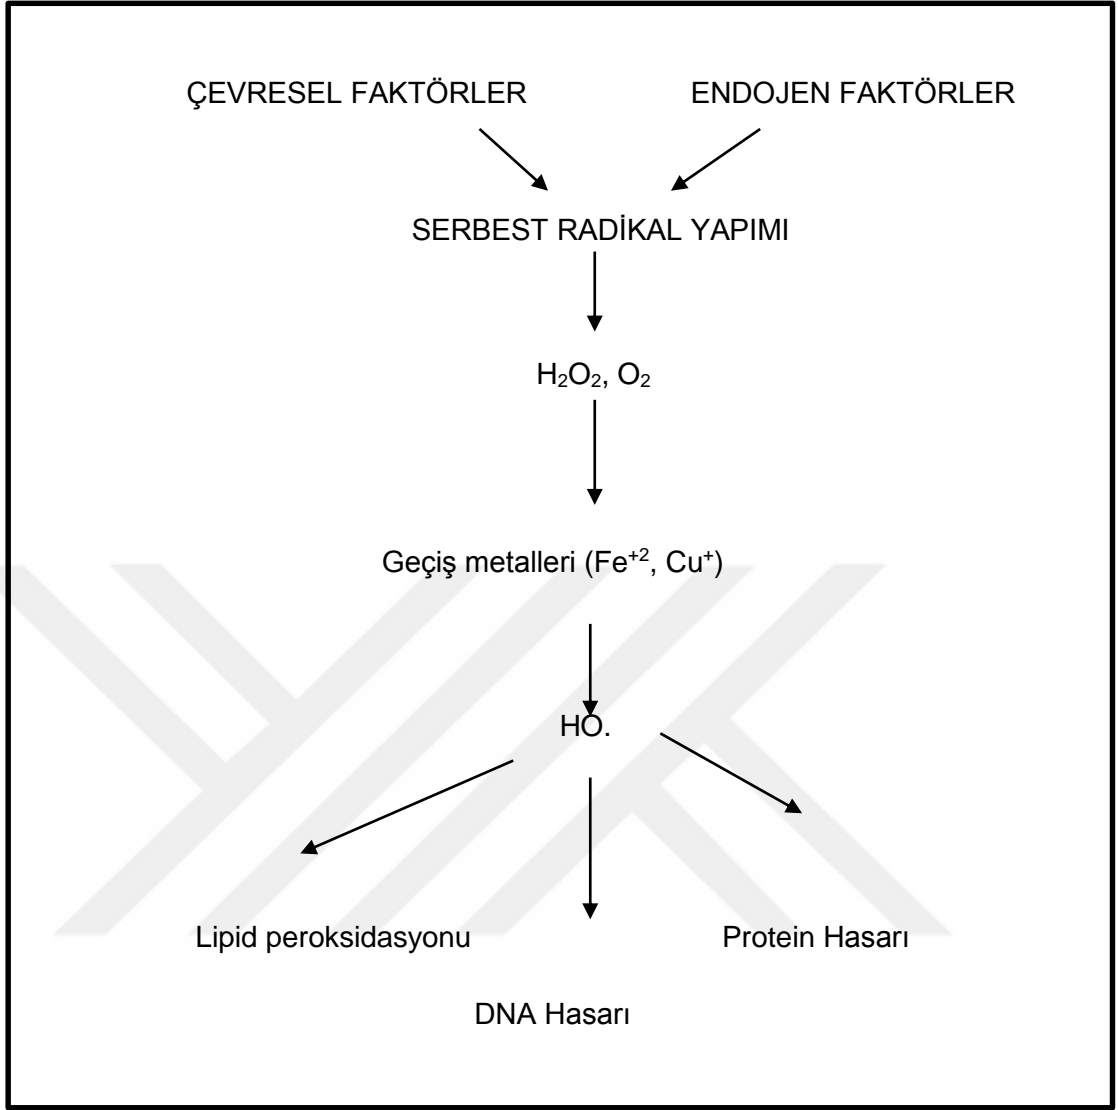 ÇEVRESEL FAKTÖRLER ENDOJEN FAKTÖRLER
SERBEST RADİKAL YAPIMI
H₂O₂, O₂
Geçiş metalleri (Fe⁺², Cu⁺)
HO.
Lipid peroksidasyonu Protein Hasarı
DNA Hasarı